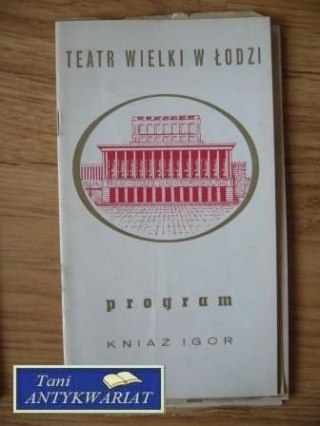 TEATR WIELKI W ŁODZI
program
KNIAŹ IGOR
Tani
ANTYKWARIAT